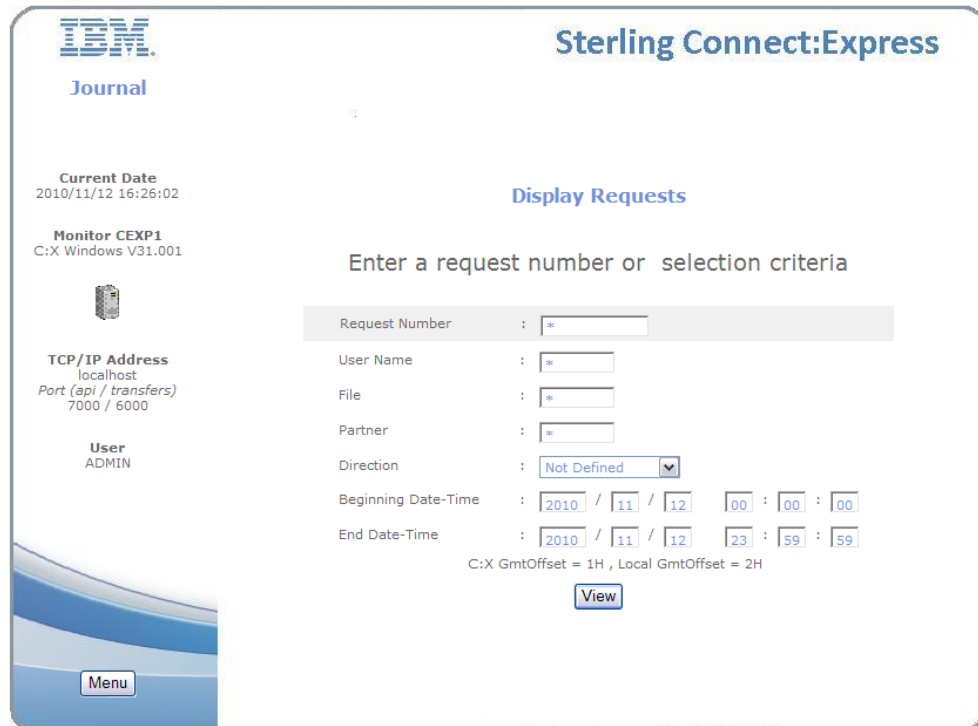 IBM.
Sterling Connect:Express
Journal
Current Date
2010/11/12 16:26:02
Monitor CEXP1
C:X Windows V31.001
TCP/IP Address
localhost
Port (api / transfers)
7000 / 6000
User
ADMIN
Menu
Display Requests
Enter a request number or selection criteria
Request Number : *
User Name : *
File : *
Partner : *
Direction : Not Defined
Beginning Date-Time : 2010 / 11 / 12 00 : 00 : 00
End Date-Time : 2010 / 11 / 12 23 : 59 : 59
C:X GmtOffset = 1H , Local GmtOffset = 2H
View